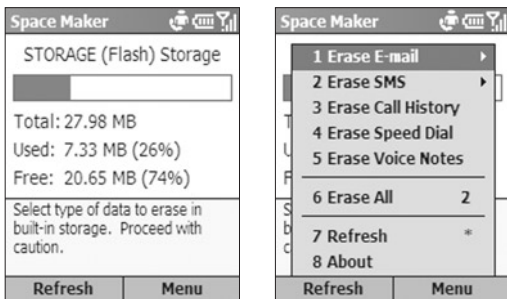 Space Maker
STORAGE (Flash) Storage
Total: 27.98 MB
Used: 7.33 MB (26%)
Free: 20.65 MB (74%)
Select type of data to erase in
built-in storage. Proceed with
caution.
Refresh Menu
Space Maker
1 Erase E-mail
2 Erase SMS
3 Erase Call History
4 Erase Speed Dial
5 Erase Voice Notes
6 Erase All 2
7 Refresh *
8 About
Refresh Menu